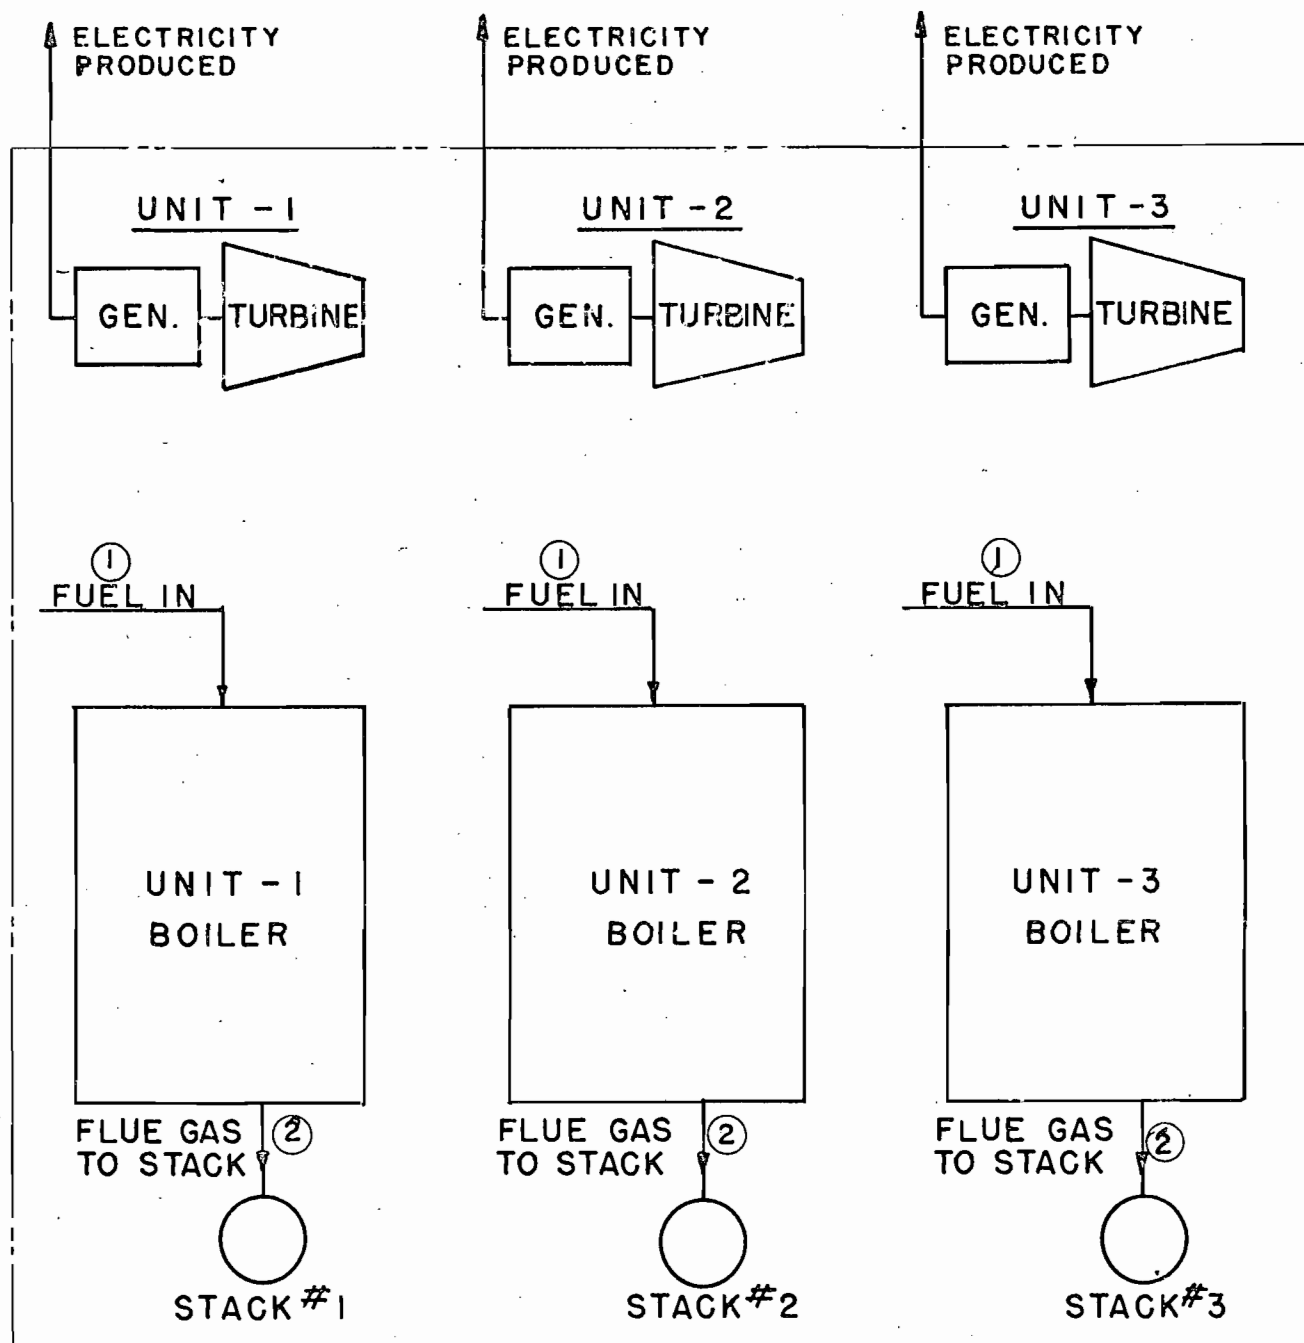 ELECTRICITY
PRODUCED
ELECTRICITY
PRODUCED
ELECTRICITY
PRODUCED
UNIT - 1
UNIT - 2
UNIT - 3
GEN.
TURBINE
GEN.
TURBINE
GEN.
TURBINE
1
FUEL IN
1
FUEL IN
1
FUEL IN
UNIT - 1
BOILER
UNIT - 2
BOILER
UNIT - 3
BOILER
FLUE GAS
TO STACK
2
FLUE GAS
TO STACK
2
FLUE GAS
TO STACK
2
STACK #1
STACK #2
STACK #3